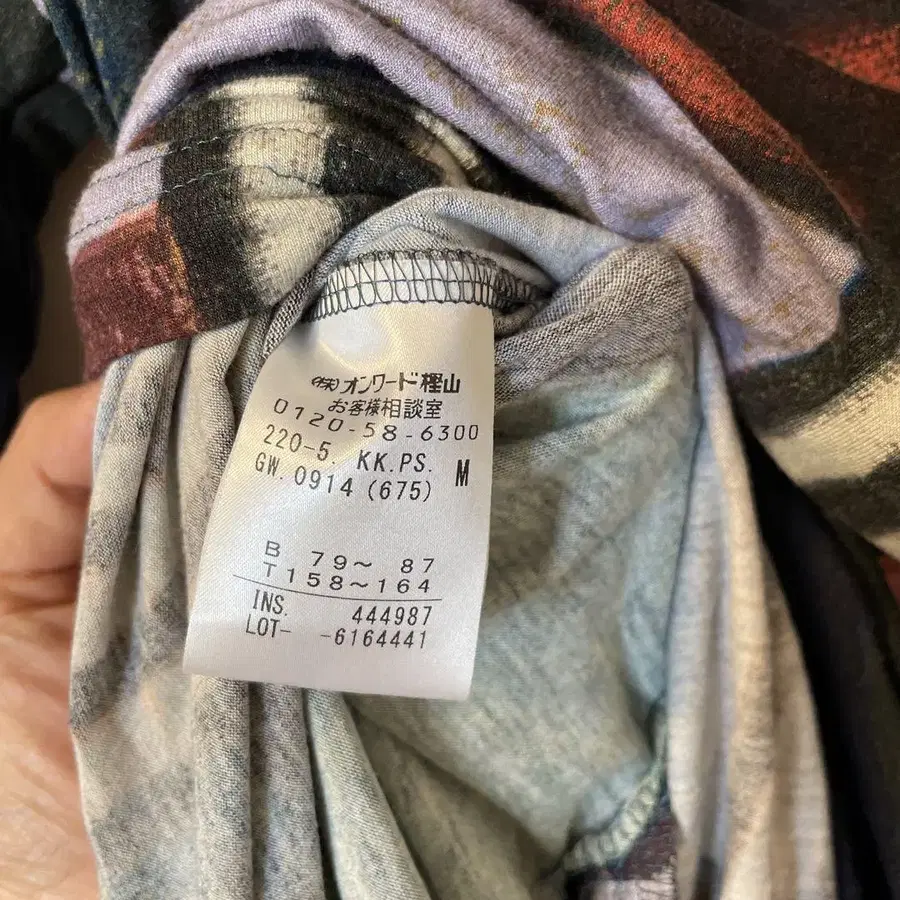 ㈱オンワード樫山
お客様相談室
0120-58-6300
220-5. KK.PS. M
GW. 0914 (675)
B 79〜 87
T 158〜164
INS. 444987
LOT- -6164441